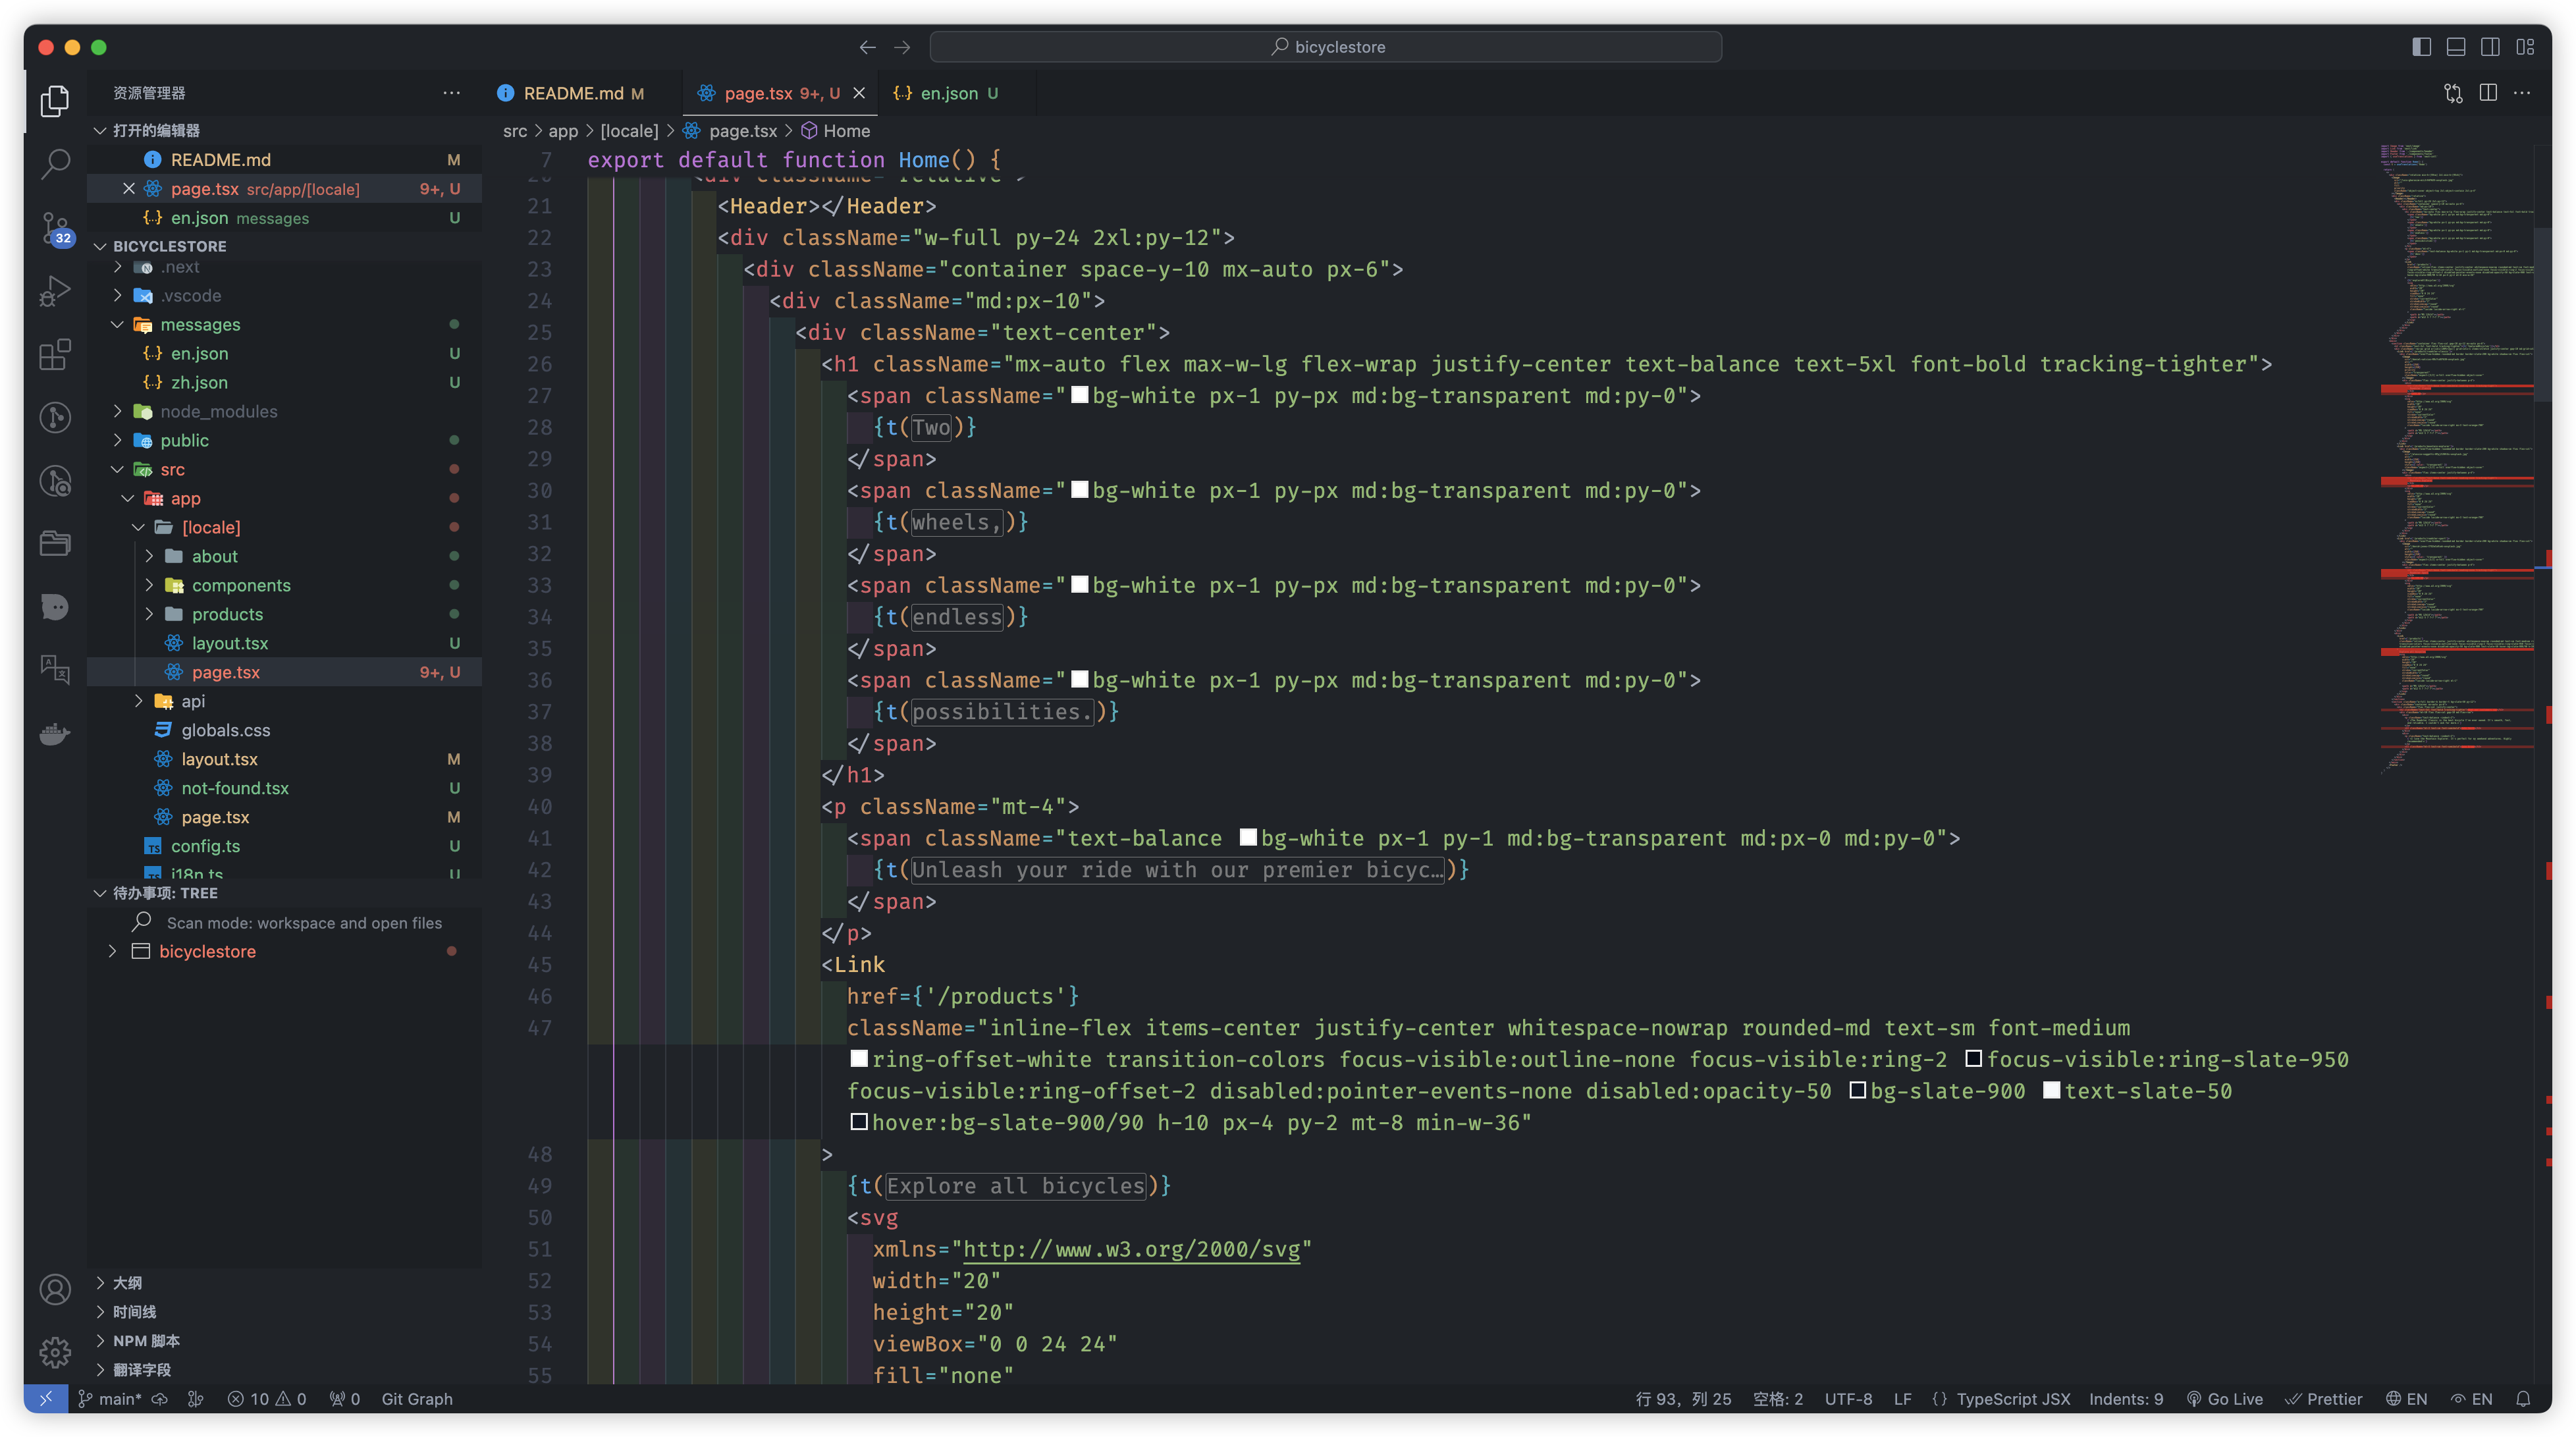 bicyclestore
资源管理器
README.md M
page.tsx 9+, U
en.json U
打开的编辑器
README.md M
page.tsx src/app/[locale] 9+, U
en.json messages U
32
BICYCLESTORE
.next
.vscode
messages
en.json U
zh.json U
node_modules
public
src
app
[locale]
about
components
products
layout.tsx U
page.tsx 9+, U
api
globals.css
layout.tsx M
not-found.tsx U
page.tsx M
config.ts U
i18n.ts U
待办事项: TREE
Scan mode: workspace and open files
bicyclestore
大纲
时间线
NPM 脚本
翻译字段
src > app > [locale] > page.tsx > Home
7 export default function Home() {
20 <div className="relative">
21 <Header></Header>
22 <div className="w-full py-24 2xl:py-12">
23 <div className="container space-y-10 mx-auto px-6">
24 <div className="md:px-10">
25 <div className="text-center">
26 <h1 className="mx-auto flex max-w-lg flex-wrap justify-center text-balance text-5xl font-bold tracking-tighter">
27 <span className="bg-white px-1 py-px md:bg-transparent md:py-0">
28 {t(Two)}
29 </span>
30 <span className="bg-white px-1 py-px md:bg-transparent md:py-0">
31 {t(wheels,)}
32 </span>
33 <span className="bg-white px-1 py-px md:bg-transparent md:py-0">
34 {t(endless)}
35 </span>
36 <span className="bg-white px-1 py-px md:bg-transparent md:py-0">
37 {t(possibilities.)}
38 </span>
39 </h1>
40 <p className="mt-4">
41 <span className="text-balance bg-white px-1 py-1 md:bg-transparent md:px-0 md:py-0">
42 {t(Unleash your ride with our premier bicyc…)}
43 </span>
44 </p>
45 <Link
46 href={'/products'}
47 className="inline-flex items-center justify-center whitespace-nowrap rounded-md text-sm font-medium
ring-offset-white transition-colors focus-visible:outline-none focus-visible:ring-2 focus-visible:ring-slate-950
focus-visible:ring-offset-2 disabled:pointer-events-none disabled:opacity-50 bg-slate-900 text-slate-50
hover:bg-slate-900/90 h-10 px-4 py-2 mt-8 min-w-36"
48 >
49 {t(Explore all bicycles)}
50 <svg
51 xmlns="http://www.w3.org/2000/svg"
52 width="20"
53 height="20"
54 viewBox="0 0 24 24"
55 fill="none"
main* 10 0 0 Git Graph 行 93，列 25 空格: 2 UTF-8 LF {} TypeScript JSX Indents: 9 Go Live Prettier EN EN